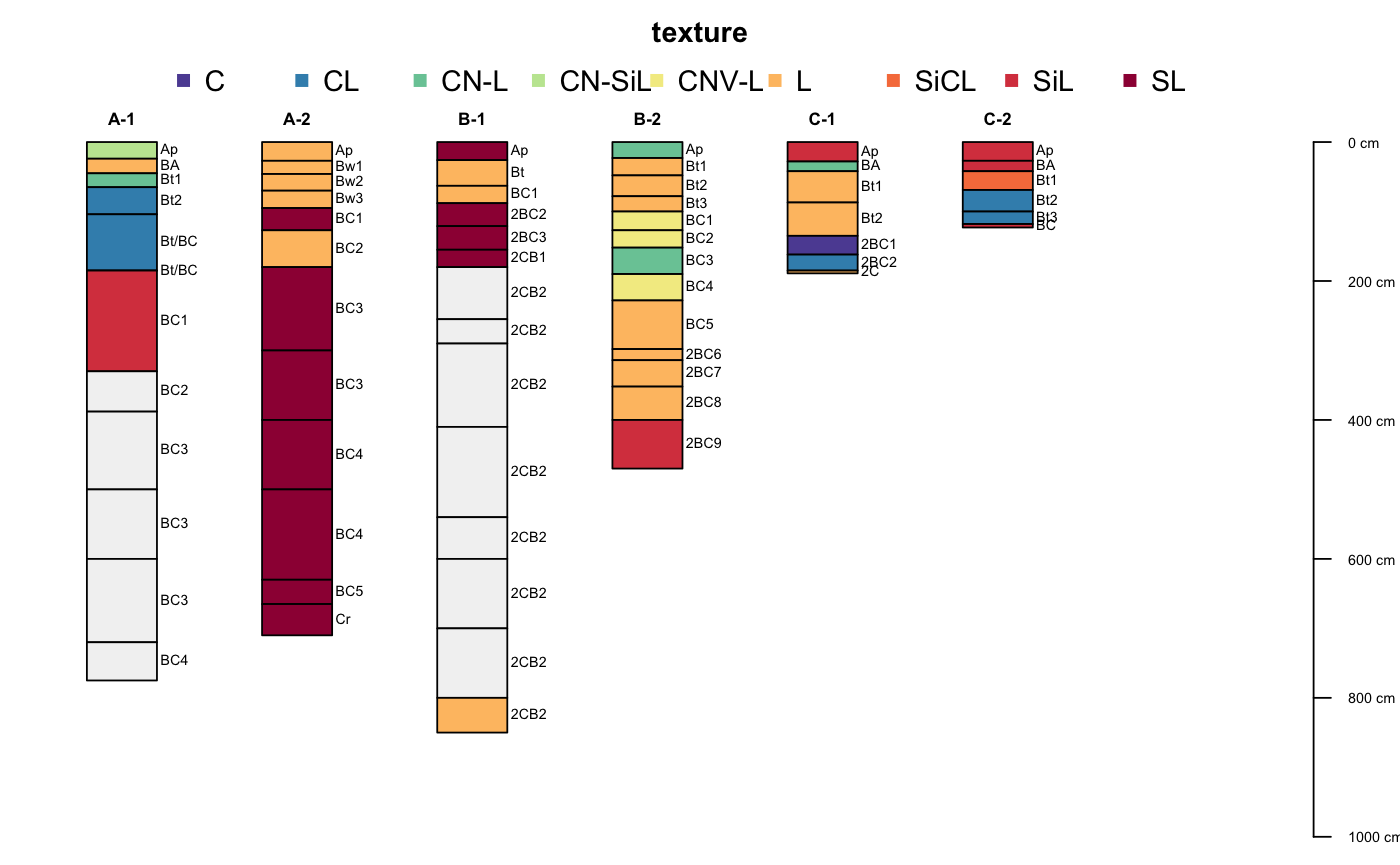 texture
C CL CN-L CN-SiL CNV-L L SiCL SiL SL
A-1 A-2 B-1 B-2 C-1 C-2
Ap
BA
Bt1
Bt2
Bt/BC
Bt/BC
BC1
BC2
BC3
BC3
BC3
BC4
Ap
Bw1
Bw2
Bw3
BC1
BC2
BC3
BC3
BC4
BC4
BC5
Cr
Ap
Bt
BC1
2BC2
2BC3
2CB1
2CB2
2CB2
2CB2
2CB2
2CB2
2CB2
2CB2
2CB2
Ap
Bt1
Bt2
Bt3
BC1
BC2
BC3
BC4
BC5
2BC6
2BC7
2BC8
2BC9
Ap
BA
Bt1
Bt2
2BC1
2BC2
2C
Ap
BA
Bt1
Bt2
Bt3
BC
0 cm
200 cm
400 cm
600 cm
800 cm
1000 cm